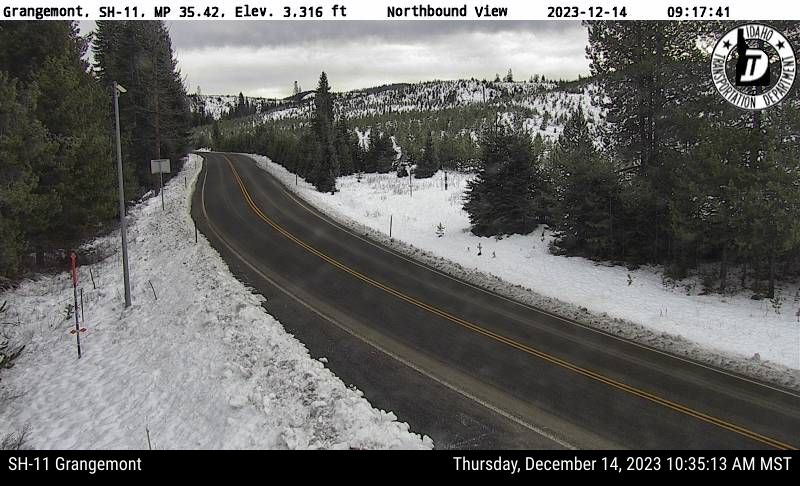 Grangemont, SH-11, MP 35.42, Elev. 3,316 ft Northbound View 2023-12-14 09:17:41
IDAHO
TRANSPORTATION DEPARTMENT
SH-11 Grangemont Thursday, December 14, 2023 10:35:13 AM MST